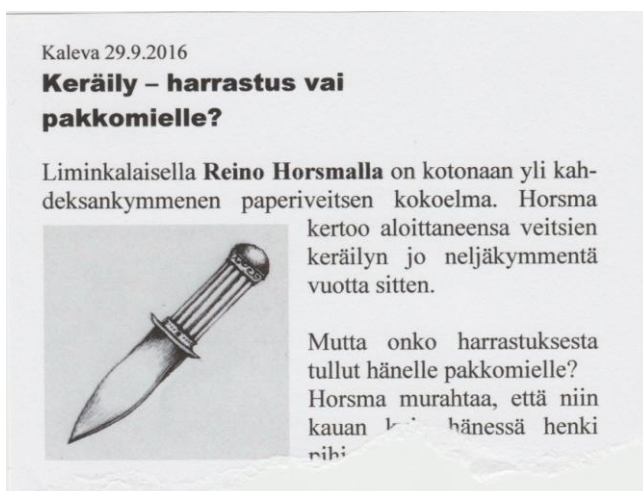 Kaleva 29.9.2016
Keräily – harrastus vai
pakkomielle?
Liminkalaisella Reino Horsmalla on kotonaan yli kah-
deksankymmenen paperiveitsen kokoelma. Horsma
kertoo aloittaneensa veitsien
keräilyn jo neljäkymmentä
vuotta sitten.
Mutta onko harrastuksesta
tullut hänelle pakkomielle?
Horsma murahtaa, että niin
kauan hänessä henki